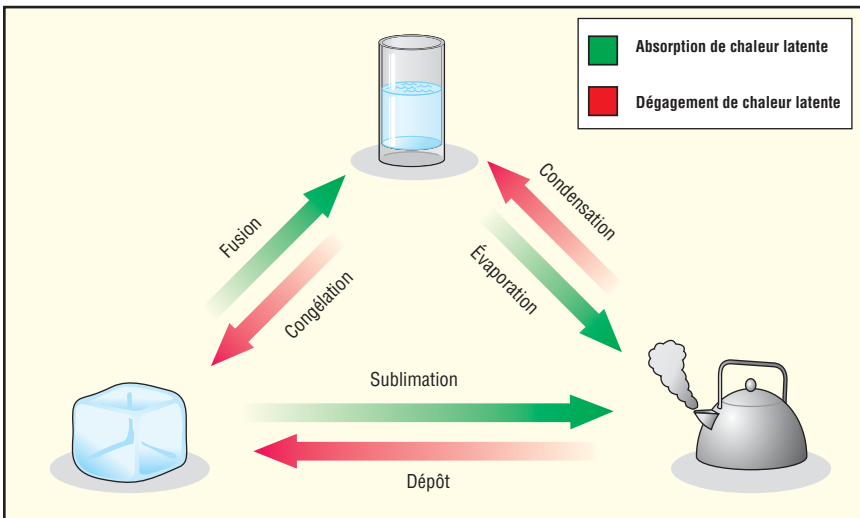 Absorption de chaleur latente
Dégagement de chaleur latente
Fusion
Congélation
Condensation
Évaporation
Sublimation
Dépôt